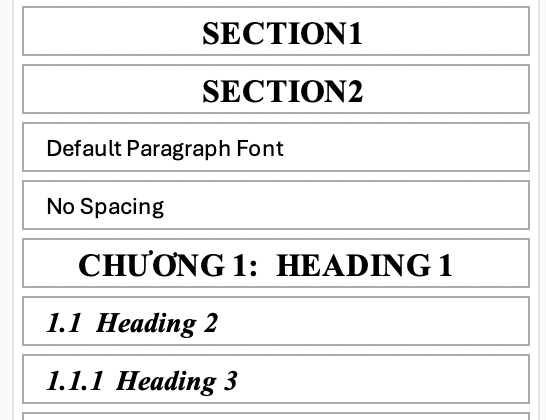 SECTION1
SECTION2
Default Paragraph Font
No Spacing
CHƯƠNG 1: HEADING 1
1.1 Heading 2
1.1.1 Heading 3